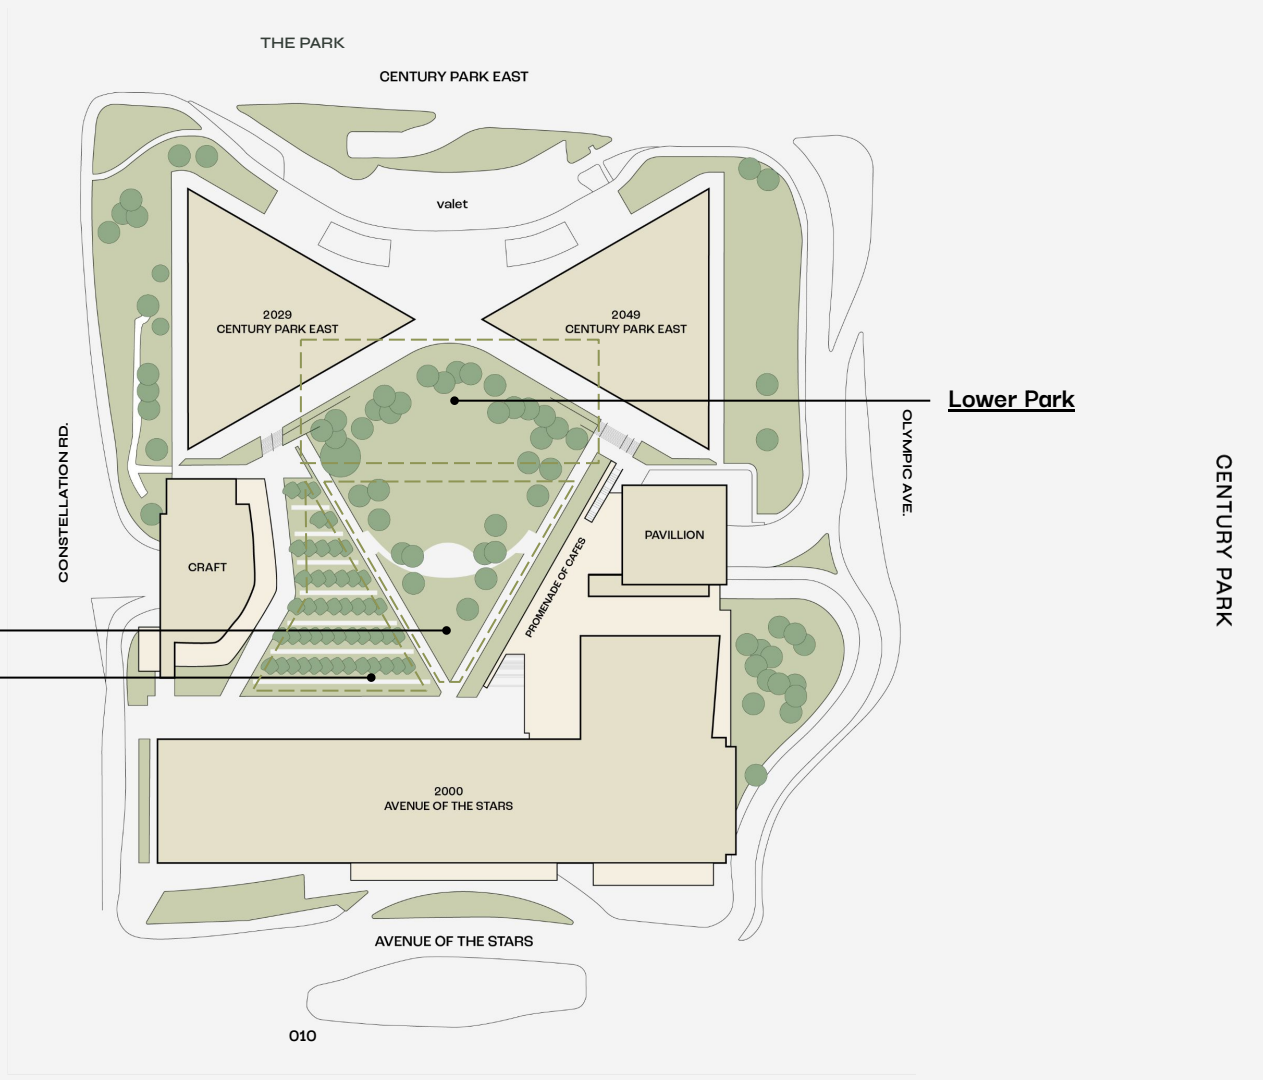 THE PARK
CENTURY PARK EAST
valet
2029
CENTURY PARK EAST
2049
CENTURY PARK EAST
Lower Park
CONSTELLATION RD.
OLYMPIC AVE.
CENTURY PARK
PAVILLION
CRAFT
PROMENADE OF CAFES
2000
AVENUE OF THE STARS
AVENUE OF THE STARS
010